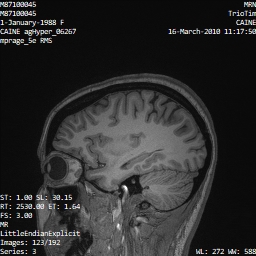 M87100045
MRN
M87100045
TrioTim
1-January-1988 F
CAINE
CAINE agHyper_06267
16-March-2010 11:17:50
mprage_5e RMS
ST: 1.00 SL: 30.15
RT: 2530.00 ET: 1.64
FS: 3.00
MR
LittleEndianExplicit
Images: 123/192
Series: 3
WL: 272 WW: 588